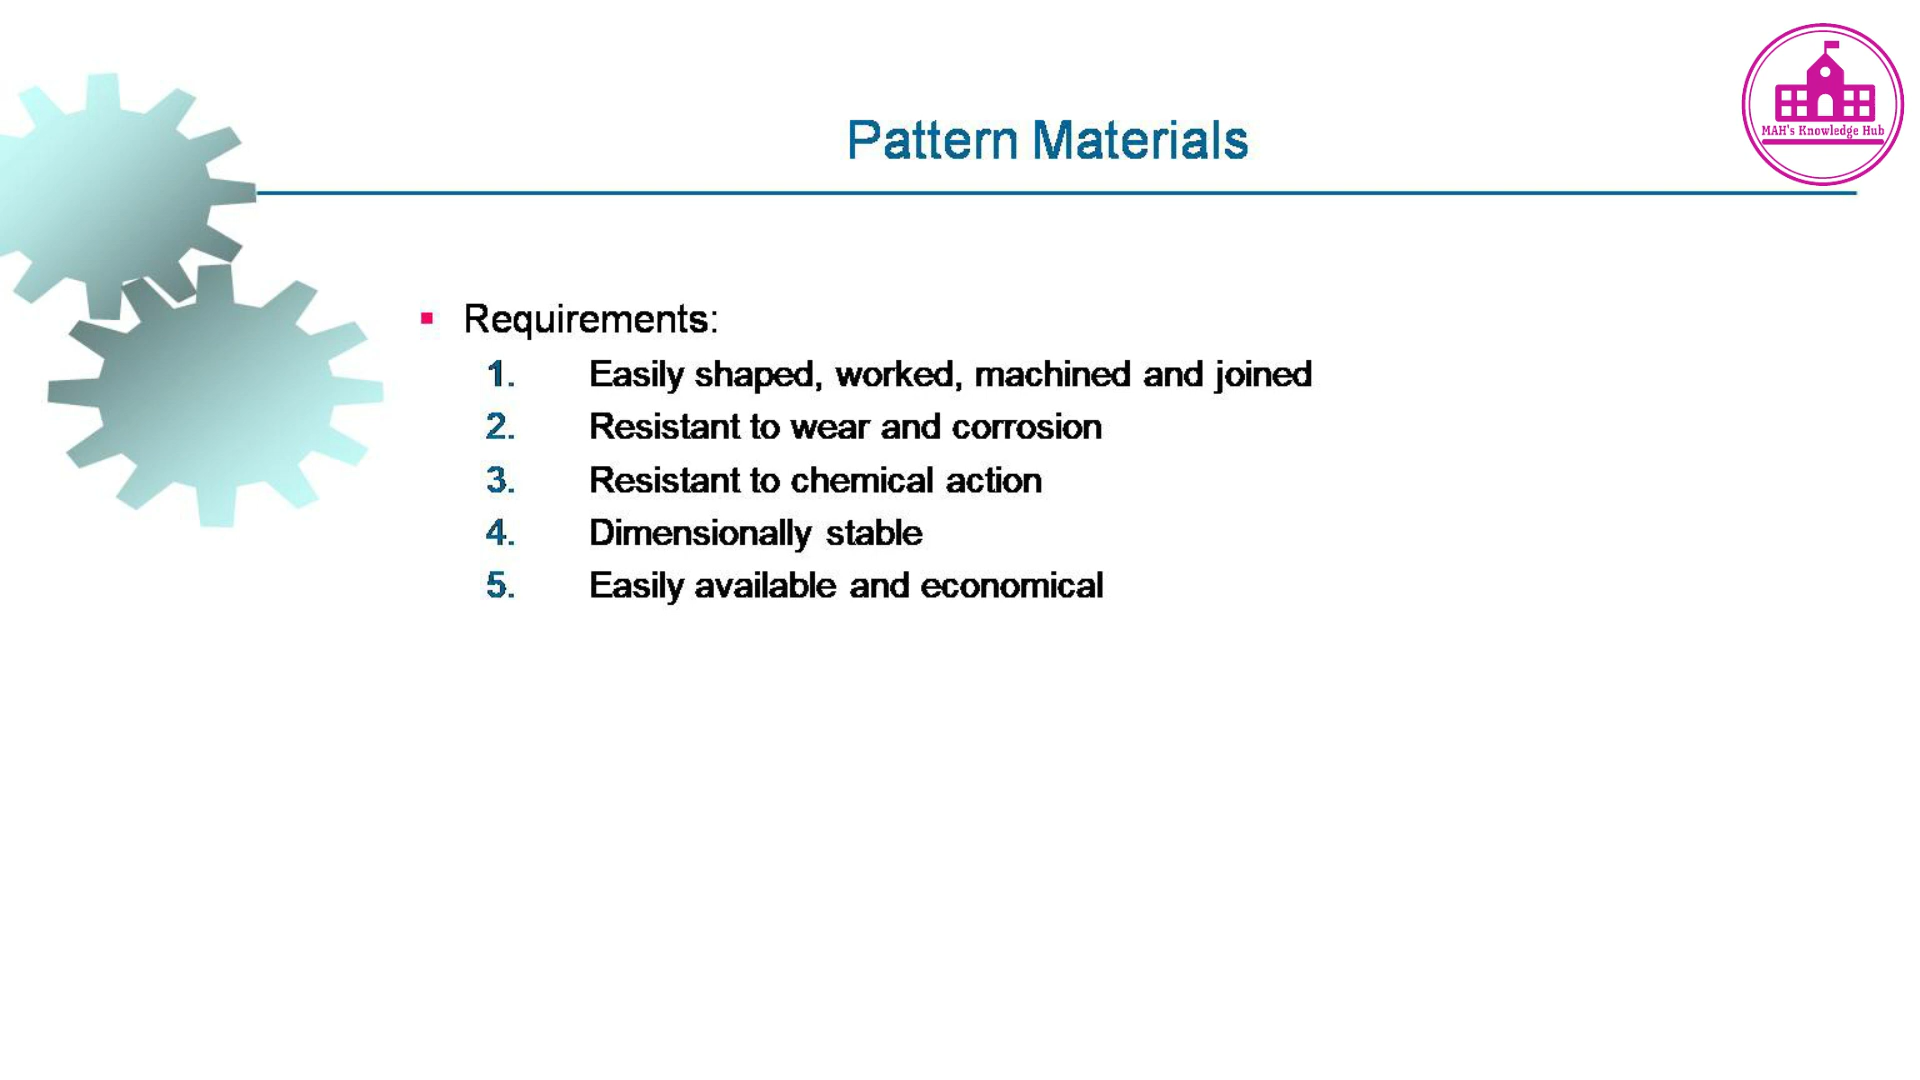 MAH's Knowledge Hub
Pattern Materials
Requirements:
1. Easily shaped, worked, machined and joined
2. Resistant to wear and corrosion
3. Resistant to chemical action
4. Dimensionally stable
5. Easily available and economical